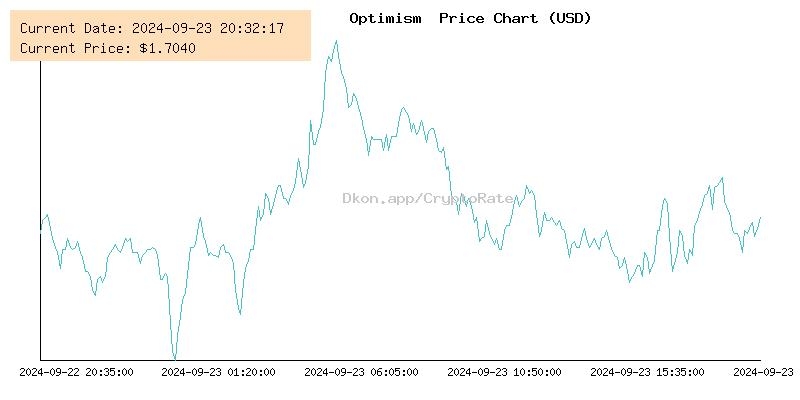 Optimism  Price Chart (USD)
Current Date: 2024-09-23 20:32:17
Current Price: $1.7040
Dkon.app/CryptoRate
2024-09-22 20:35:00 2024-09-23 01:20:00 2024-09-23 06:05:00 2024-09-23 10:50:00 2024-09-23 15:35:00 2024-09-23